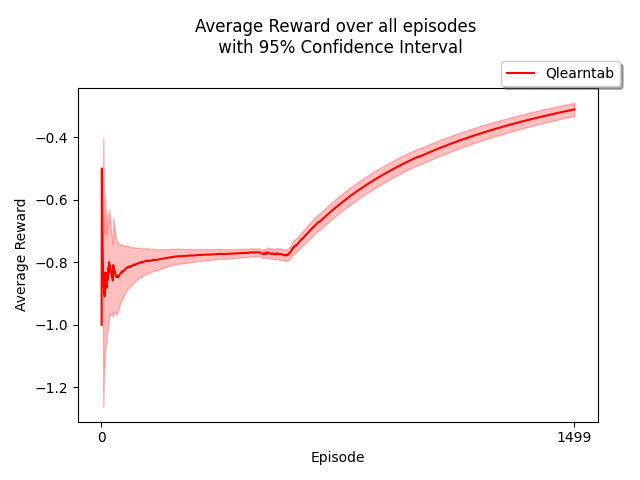 Average Reward over all episodes
with 95% Confidence Interval
Qlearntab
−0.4
−0.6
−0.8
−1.0
−1.2
Average Reward
0
1499
Episode